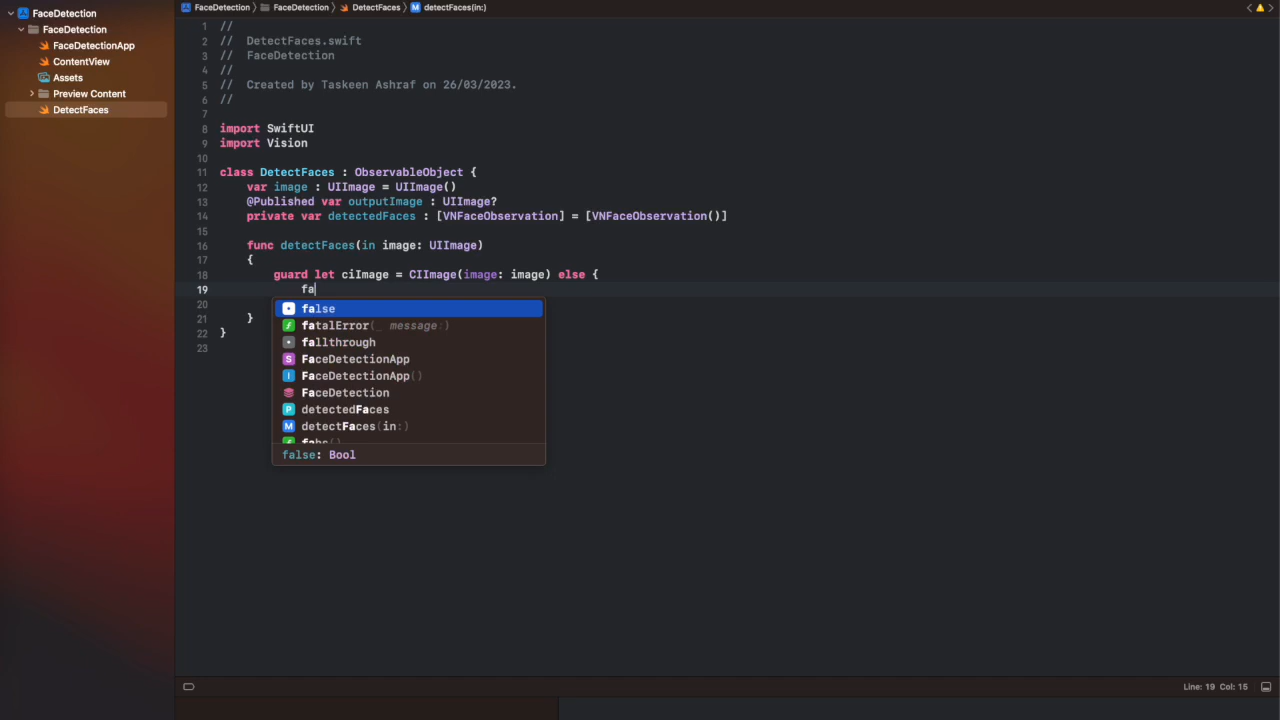 FaceDetection
FaceDetection
FaceDetectionApp
ContentView
Assets
Preview Content
DetectFaces
FaceDetection FaceDetection DetectFaces M detectFaces(in:)
1 //
2 // DetectFaces.swift
3 // FaceDetection
4 //
5 // Created by Taskeen Ashraf on 26/03/2023.
6 //
7
8 import SwiftUI
9 import Vision
10
11 class DetectFaces : ObservableObject {
12 var image : UIImage = UIImage()
13 @Published var outputImage : UIImage?
14 private var detectedFaces : [VNFaceObservation] = [VNFaceObservation()]
15
16 func detectFaces(in image: UIImage)
17 {
18 guard let ciImage = CIImage(image: image) else {
19 fa
20
21 }
22 }
23
false
f fatalError(_ message:)
fallthrough
S FaceDetectionApp
I FaceDetectionApp()
FaceDetection
P detectedFaces
M detectFaces(in:)
f fabs()
false: Bool
Line: 19 Col: 15